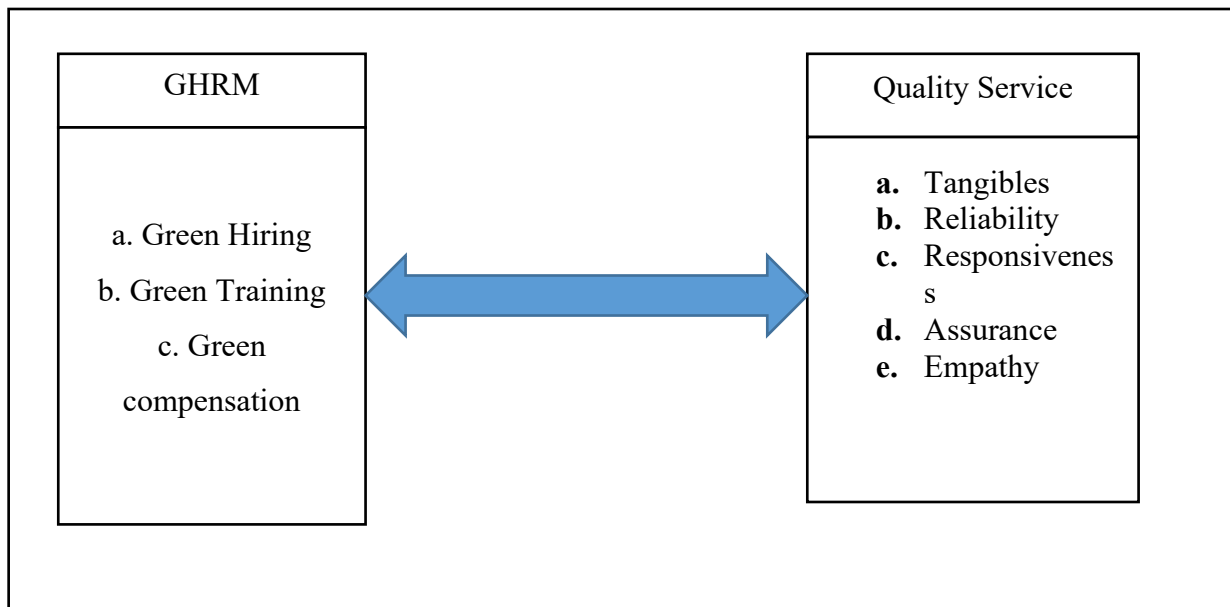 GHRM
a. Green Hiring
b. Green Training
c. Green
compensation
Quality Service
a. Tangibles
b. Reliability
c. Responsivenes
s
d. Assurance
e. Empathy